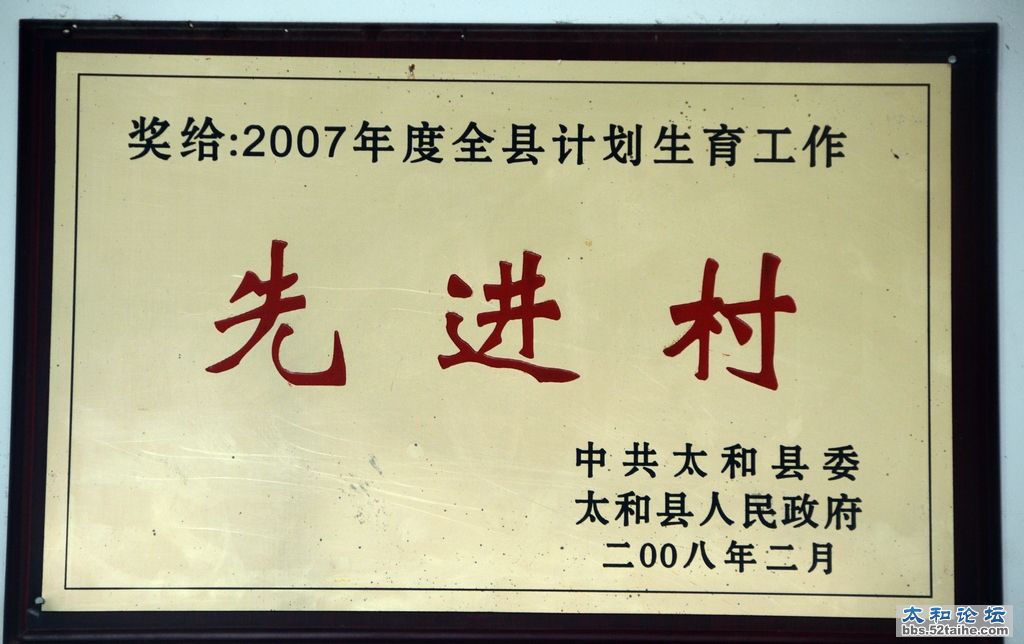 奖给:2007年度全县计划生育工作
先进村
中共太和县委
太和县人民政府
二00八年二月
太和论坛
bbs.52taihe.com